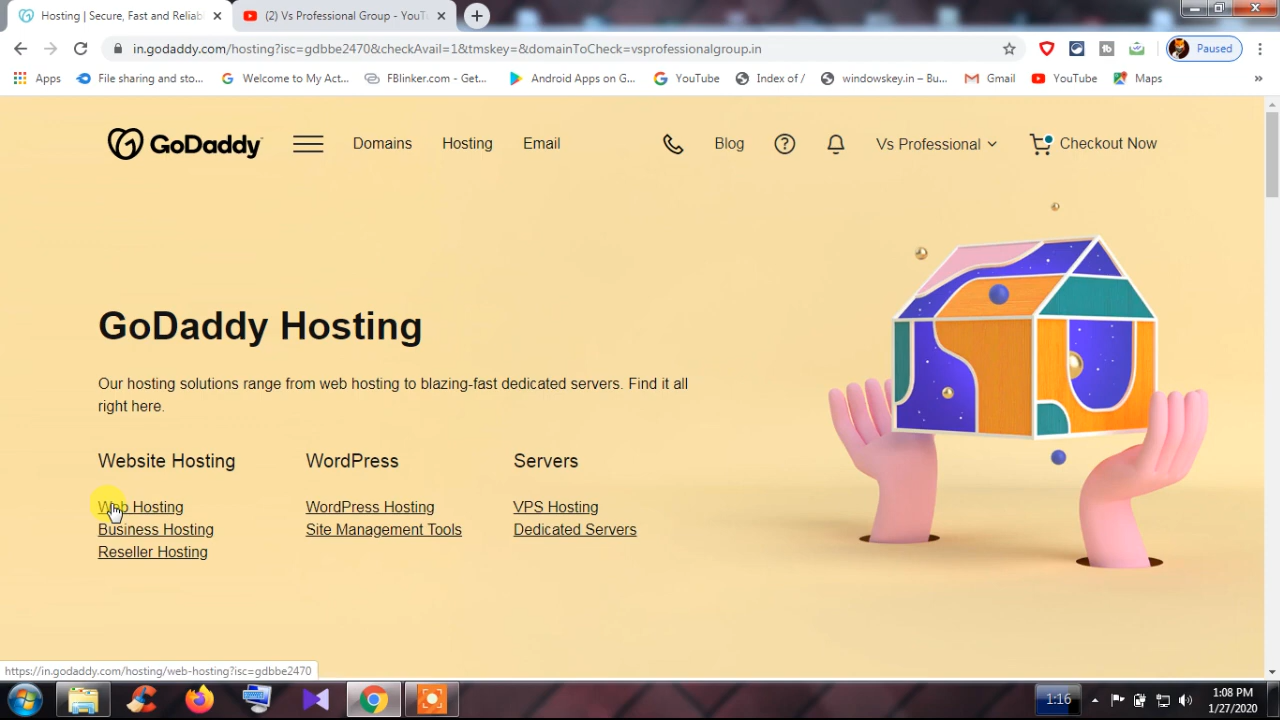 Hosting | Secure, Fast and Reliab
(2) Vs Professional Group - YouT
in.godaddy.com/hosting?isc=gdbbe2470&checkAvail=1&tmskey=&domainToCheck=vsprofessionalgroup.in
Paused
Apps
File sharing and sto...
Welcome to My Act...
FBlinker.com - Get...
Android Apps on G...
YouTube
Index of /
windowskey.in – Bu...
Gmail
YouTube
Maps
»
GoDaddy
Domains
Hosting
Email
Blog
Vs Professional
Checkout Now
GoDaddy Hosting
Our hosting solutions range from web hosting to blazing-fast dedicated servers. Find it all
right here.
Website Hosting
Web Hosting
Business Hosting
Reseller Hosting
WordPress
WordPress Hosting
Site Management Tools
Servers
VPS Hosting
Dedicated Servers
https://in.godaddy.com/hosting/web-hosting?isc=gdbbe2470
1:16
1:08 PM
1/27/2020